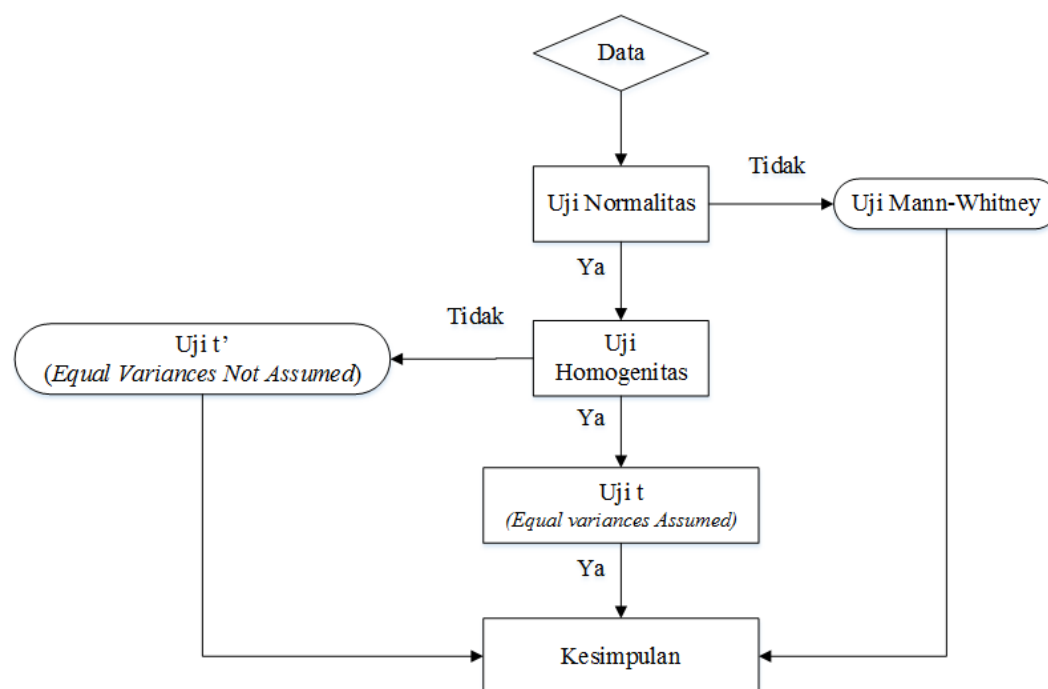 Data
Tidak
Uji Normalitas
Uji Mann-Whitney
Ya
Tidak
Uji t’
(Equal Variances Not Assumed)
Uji
Homogenitas
Ya
Uji t
(Equal variances Assumed)
Ya
Kesimpulan